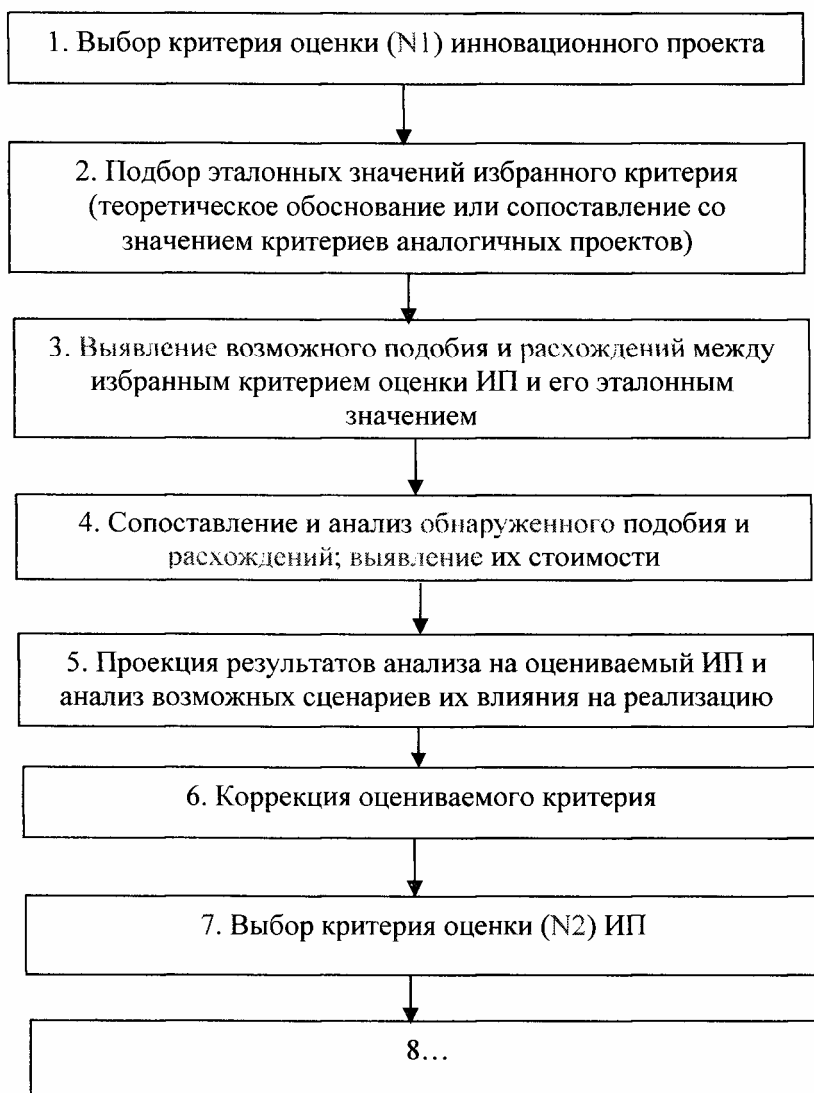 1. Выбор критерия оценки (N1) инновационного проекта
2. Подбор эталонных значений избранного критерия
(теоретическое обоснование или сопоставление со
значением критериев аналогичных проектов)
3. Выявление возможного подобия и расхождений между
избранным критерием оценки ИП и его эталонным
значением
4. Сопоставление и анализ обнаруженного подобия и
расхождений; выявление их стоимости
5. Проекция результатов анализа на оцениваемый ИП и
анализ возможных сценариев их влияния на реализацию
6. Коррекция оцениваемого критерия
7. Выбор критерия оценки (N2) ИП
8...